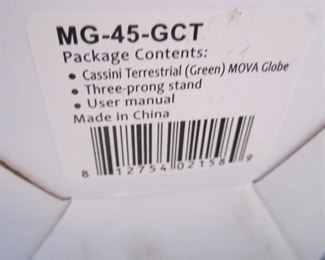 MG-45-GCT
Package Contents:
• Cassini Terrestrial (Green) MOVA Globe
• Three-prong stand
• User manual
Made in China
8 12754 02158 9